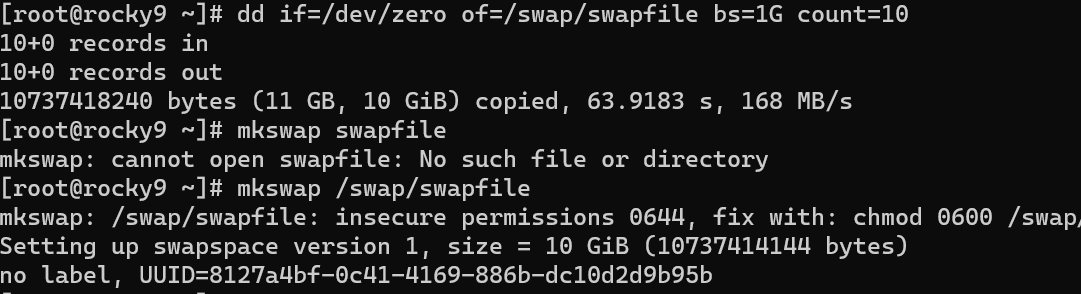 [root@rocky9 ~]# dd if=/dev/zero of=/swap/swapfile bs=1G count=10
10+0 records in
10+0 records out
10737418240 bytes (11 GB, 10 GiB) copied, 63.9183 s, 168 MB/s
[root@rocky9 ~]# mkswap swapfile
mkswap: cannot open swapfile: No such file or directory
[root@rocky9 ~]# mkswap /swap/swapfile
mkswap: /swap/swapfile: insecure permissions 0644, fix with: chmod 0600 /swap/
Setting up swapspace version 1, size = 10 GiB (10737414144 bytes)
no label, UUID=8127a4bf-0c41-4169-886b-dc10d2d9b95b